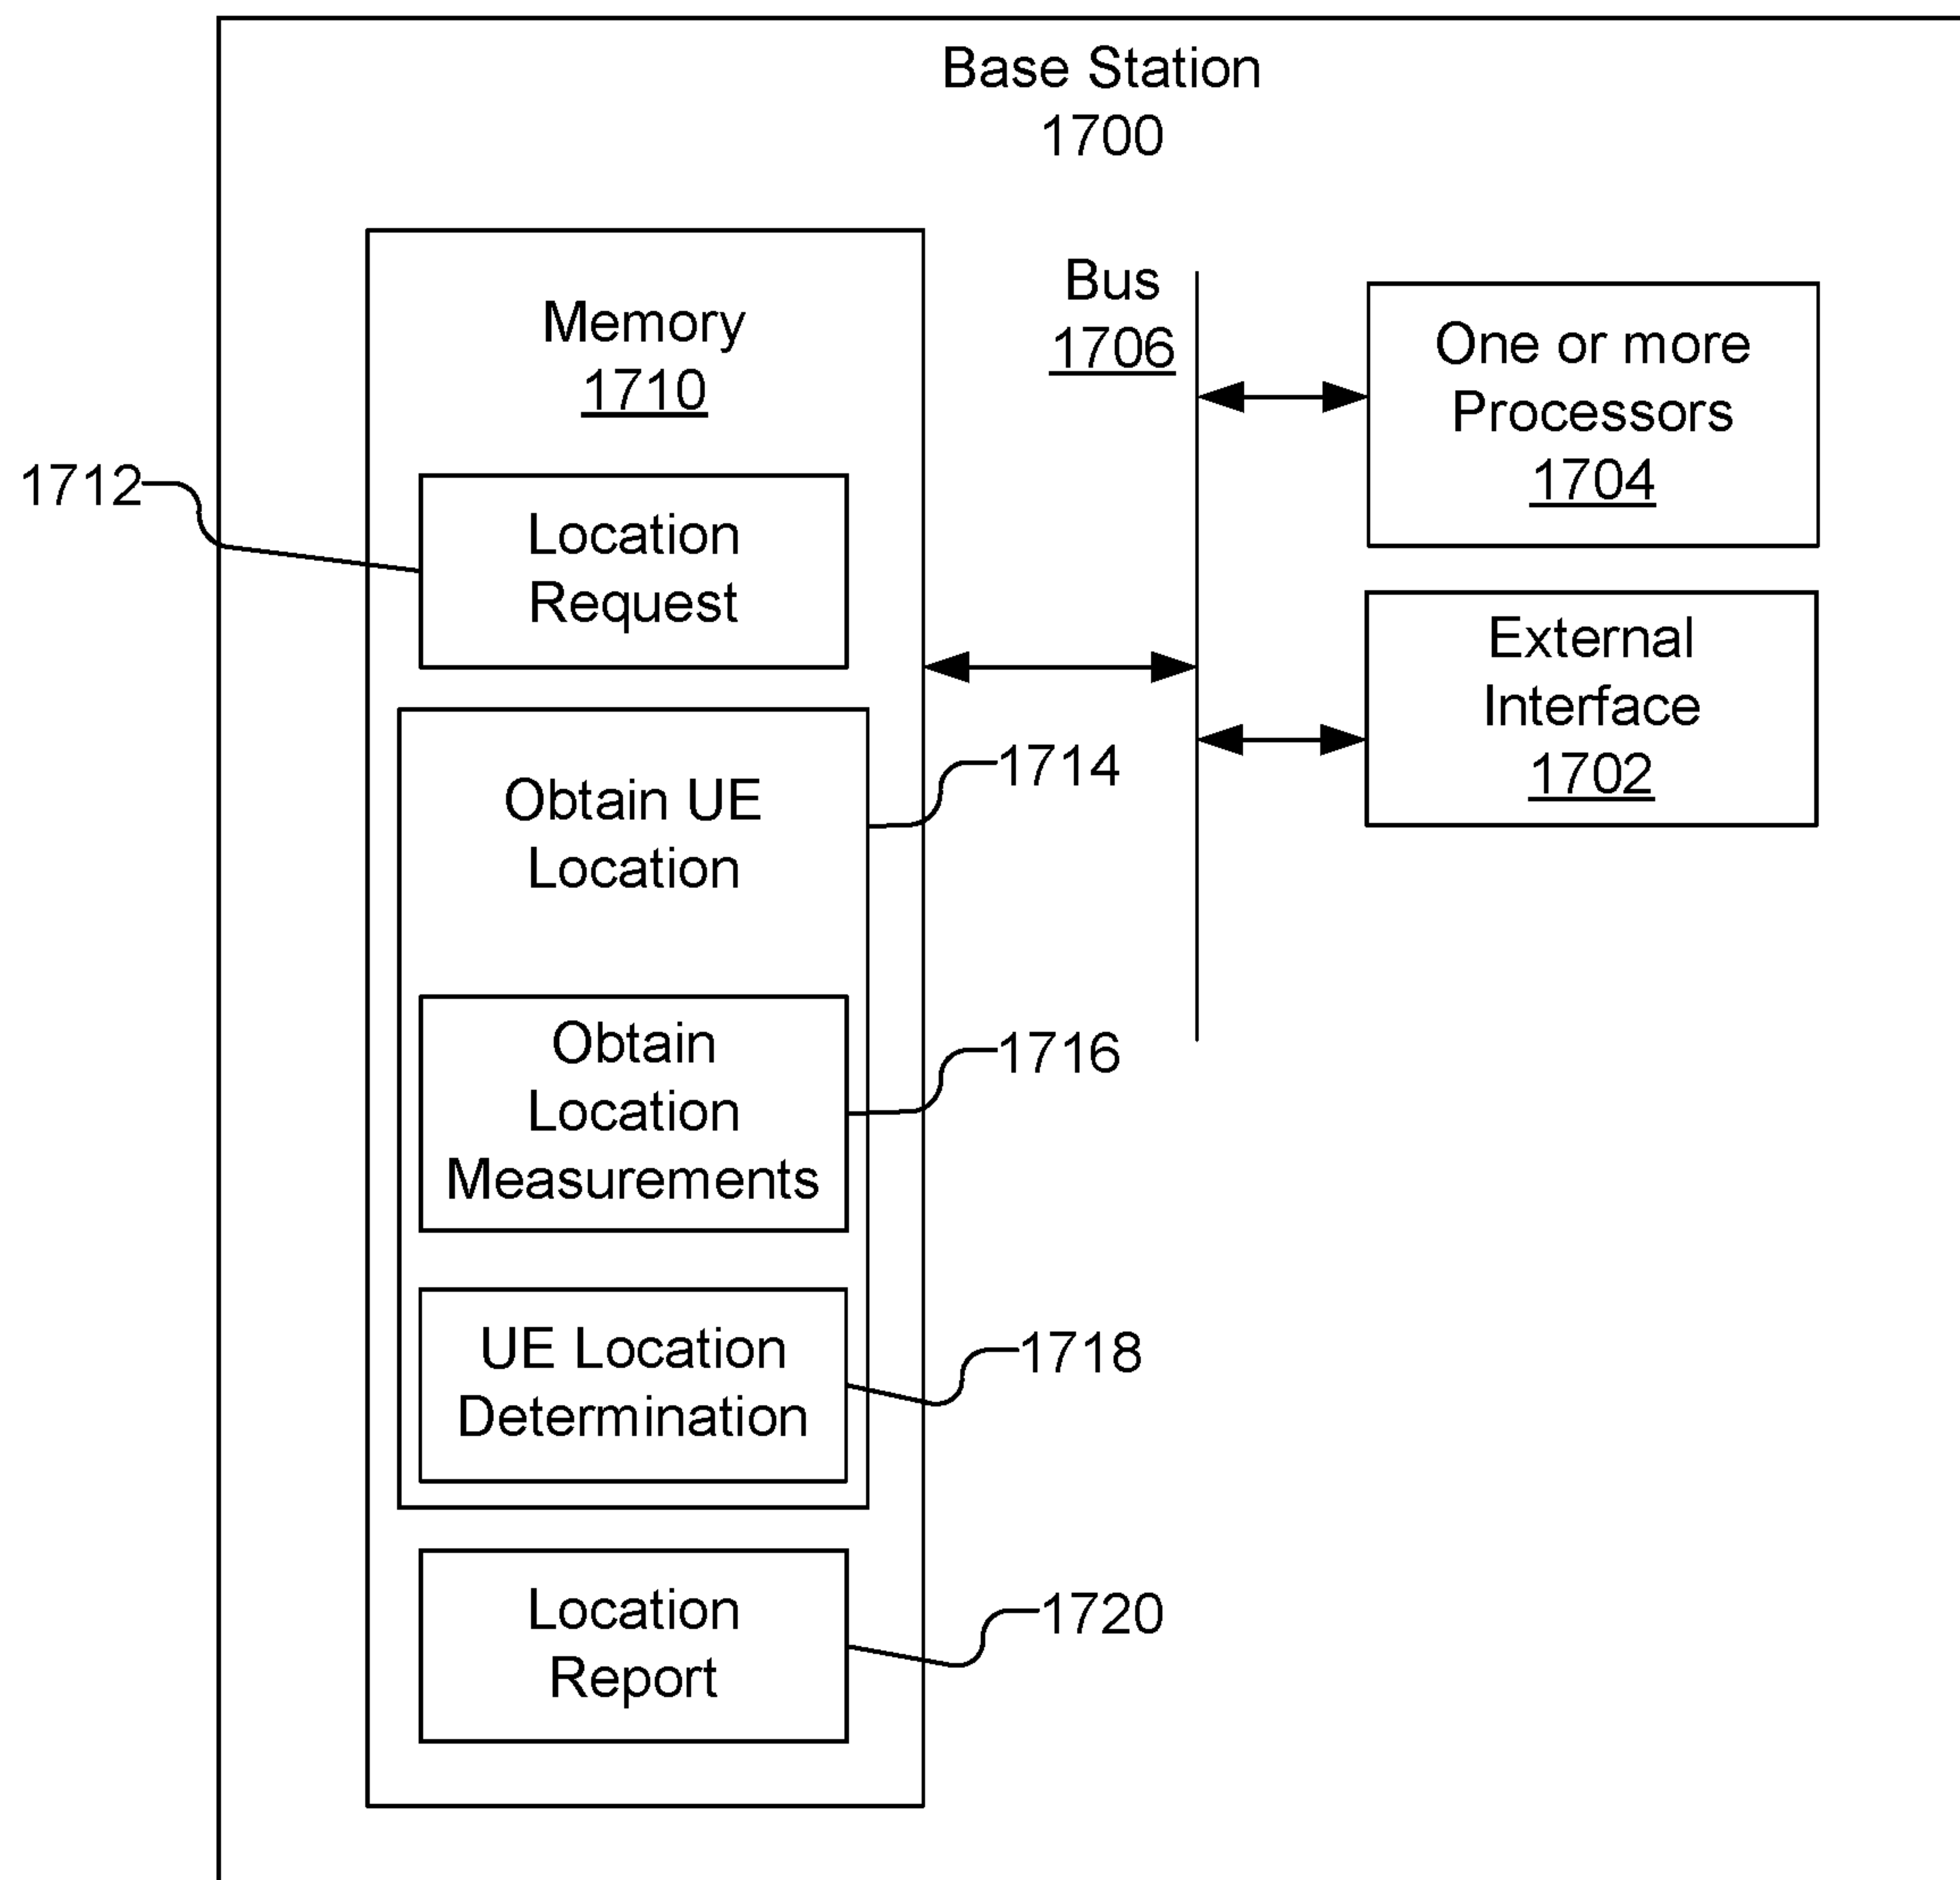 Base Station
1700
Memory
1710
Bus
1706
One or more
Processors
1704
1712
Location
Request
External
Interface
1702
Obtain UE
Location
1714
Obtain
Location
Measurements
1716
UE Location
Determination
1718
Location
Report
1720